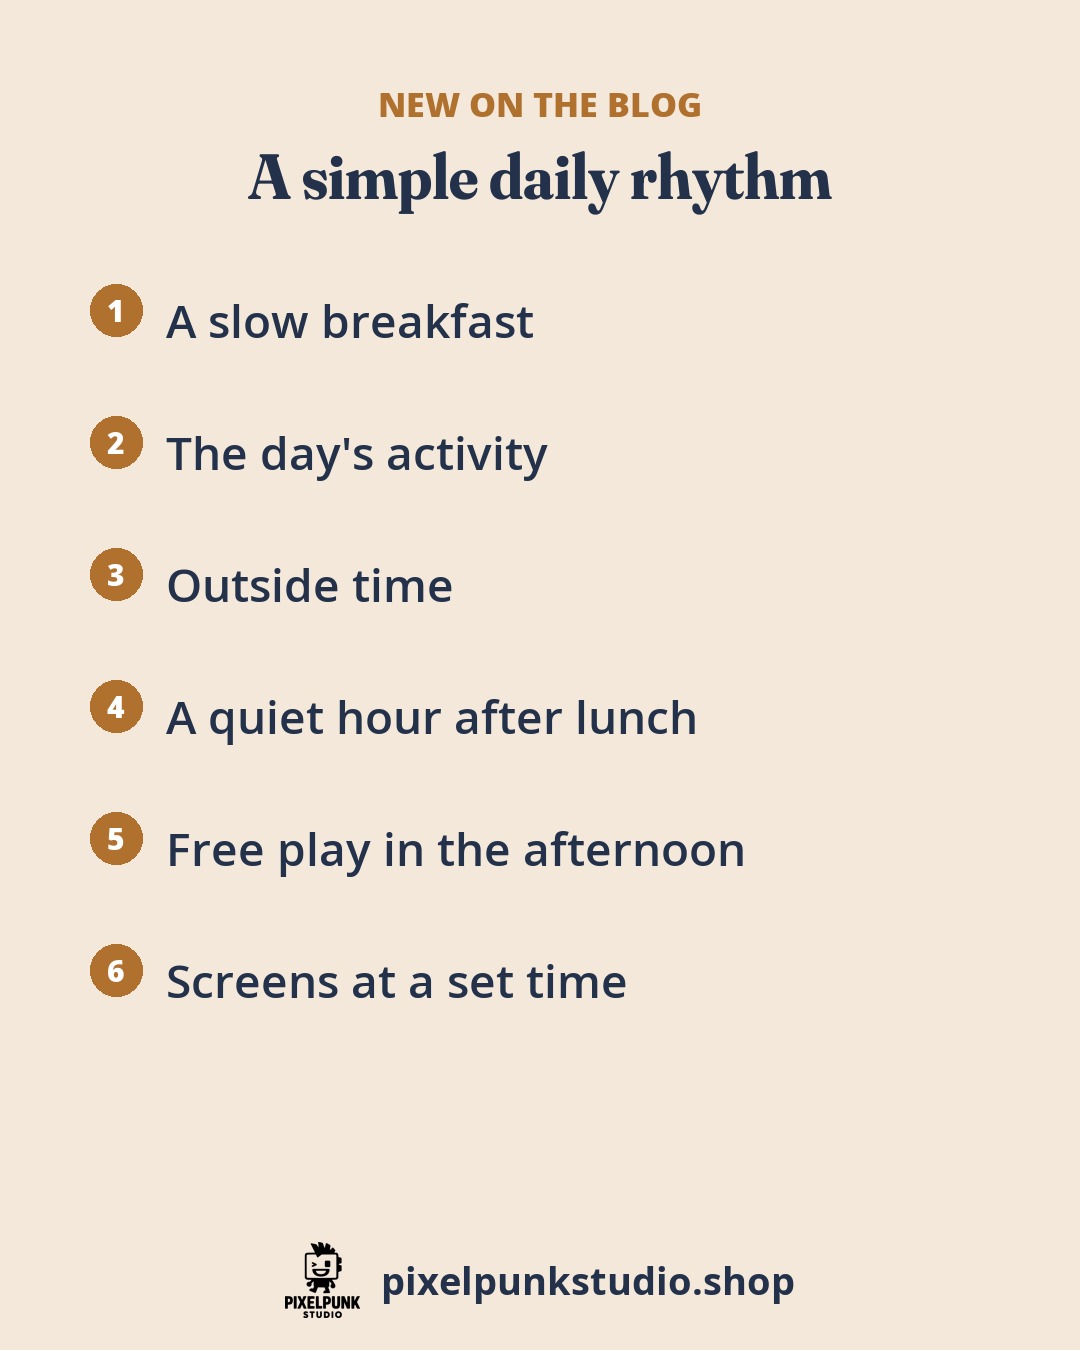 NEW ON THE BLOG
A simple daily rhythm
1 A slow breakfast
2 The day's activity
3 Outside time
4 A quiet hour after lunch
5 Free play in the afternoon
6 Screens at a set time
PIXELPUNK
STUDIO
pixelpunkstudio.shop